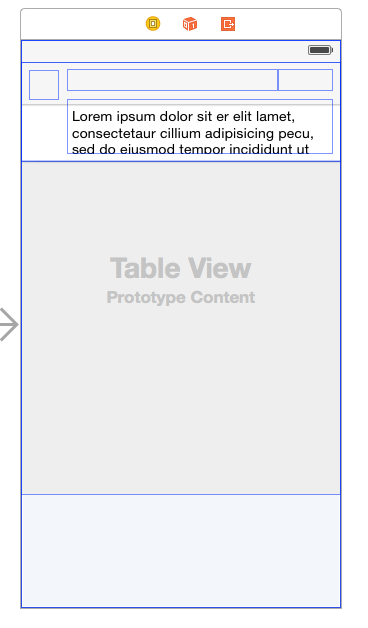 Lorem ipsum dolor sit er elit lamet,
consectetaur cillium adipisicing pecu,
sed do eiusmod tempor incididunt ut
Table View
Prototype Content